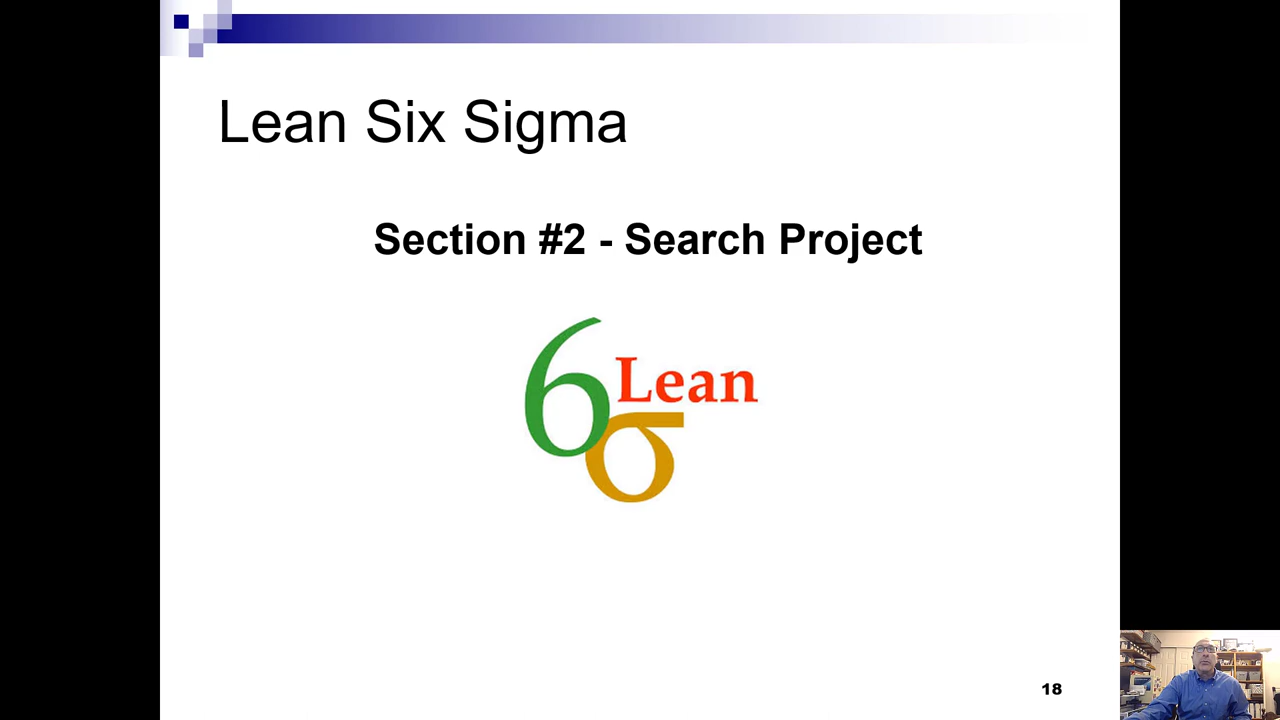 Lean Six Sigma
Section #2 - Search Project
6 Lean
σ
18